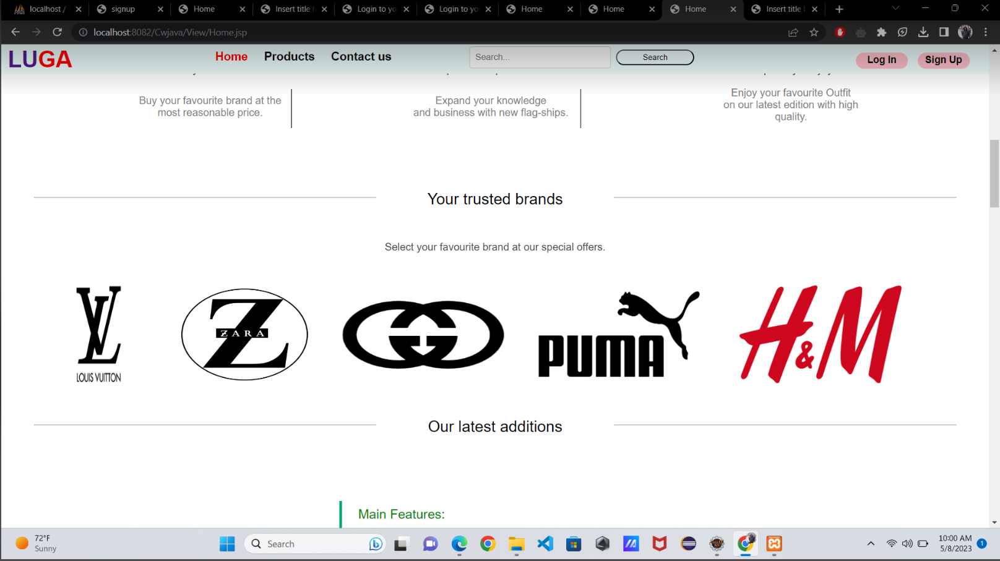 localhost /
signup
Home
Insert title h
Login to yo
Login to yo
Home
Home
Home
Insert title h
localhost:8082/Cwjava/View/Home.jsp
LUGA
Home
Products
Contact us
Search...
Search
Log In
Sign Up
Buy your favourite brand at the
most reasonable price.
Expand your knowledge
and business with new flag-ships.
Enjoy your favourite Outfit
on our latest edition with high
quality.
Your trusted brands
Select your favourite brand at our special offers.
LV
LOUIS VUITTON
Z
ZARA
GG
PUMA
H&M
Our latest additions
Main Features:
72°F
Sunny
Search
10:00 AM
5/8/2023
1